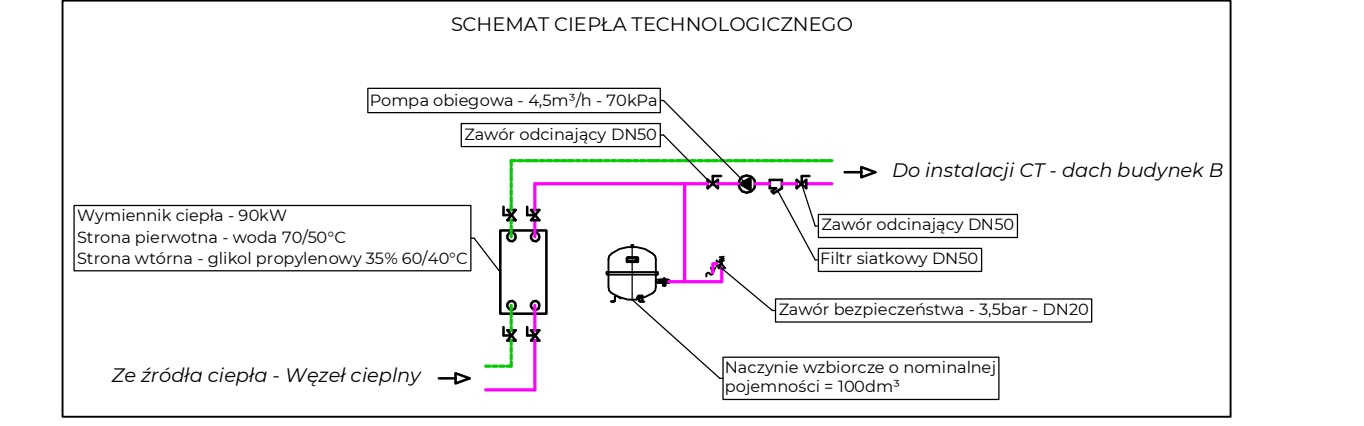 SCHEMAT CIEPŁA TECHNOLOGICZNEGO
Pompa obiegowa - 4,5m³/h - 70kPa
Zawór odcinający DN50
Do instalacji CT - dach budynek B
Wymiennik ciepła - 90kW
Strona pierwotna - woda 70/50°C
Strona wtórna - glikol propylenowy 35% 60/40°C
Zawór odcinający DN50
Filtr siatkowy DN50
Zawór bezpieczeństwa - 3,5bar - DN20
Ze źródła ciepła - Węzeł cieplny
Naczynie wzbiorcze o nominalnej
pojemności = 100dm³